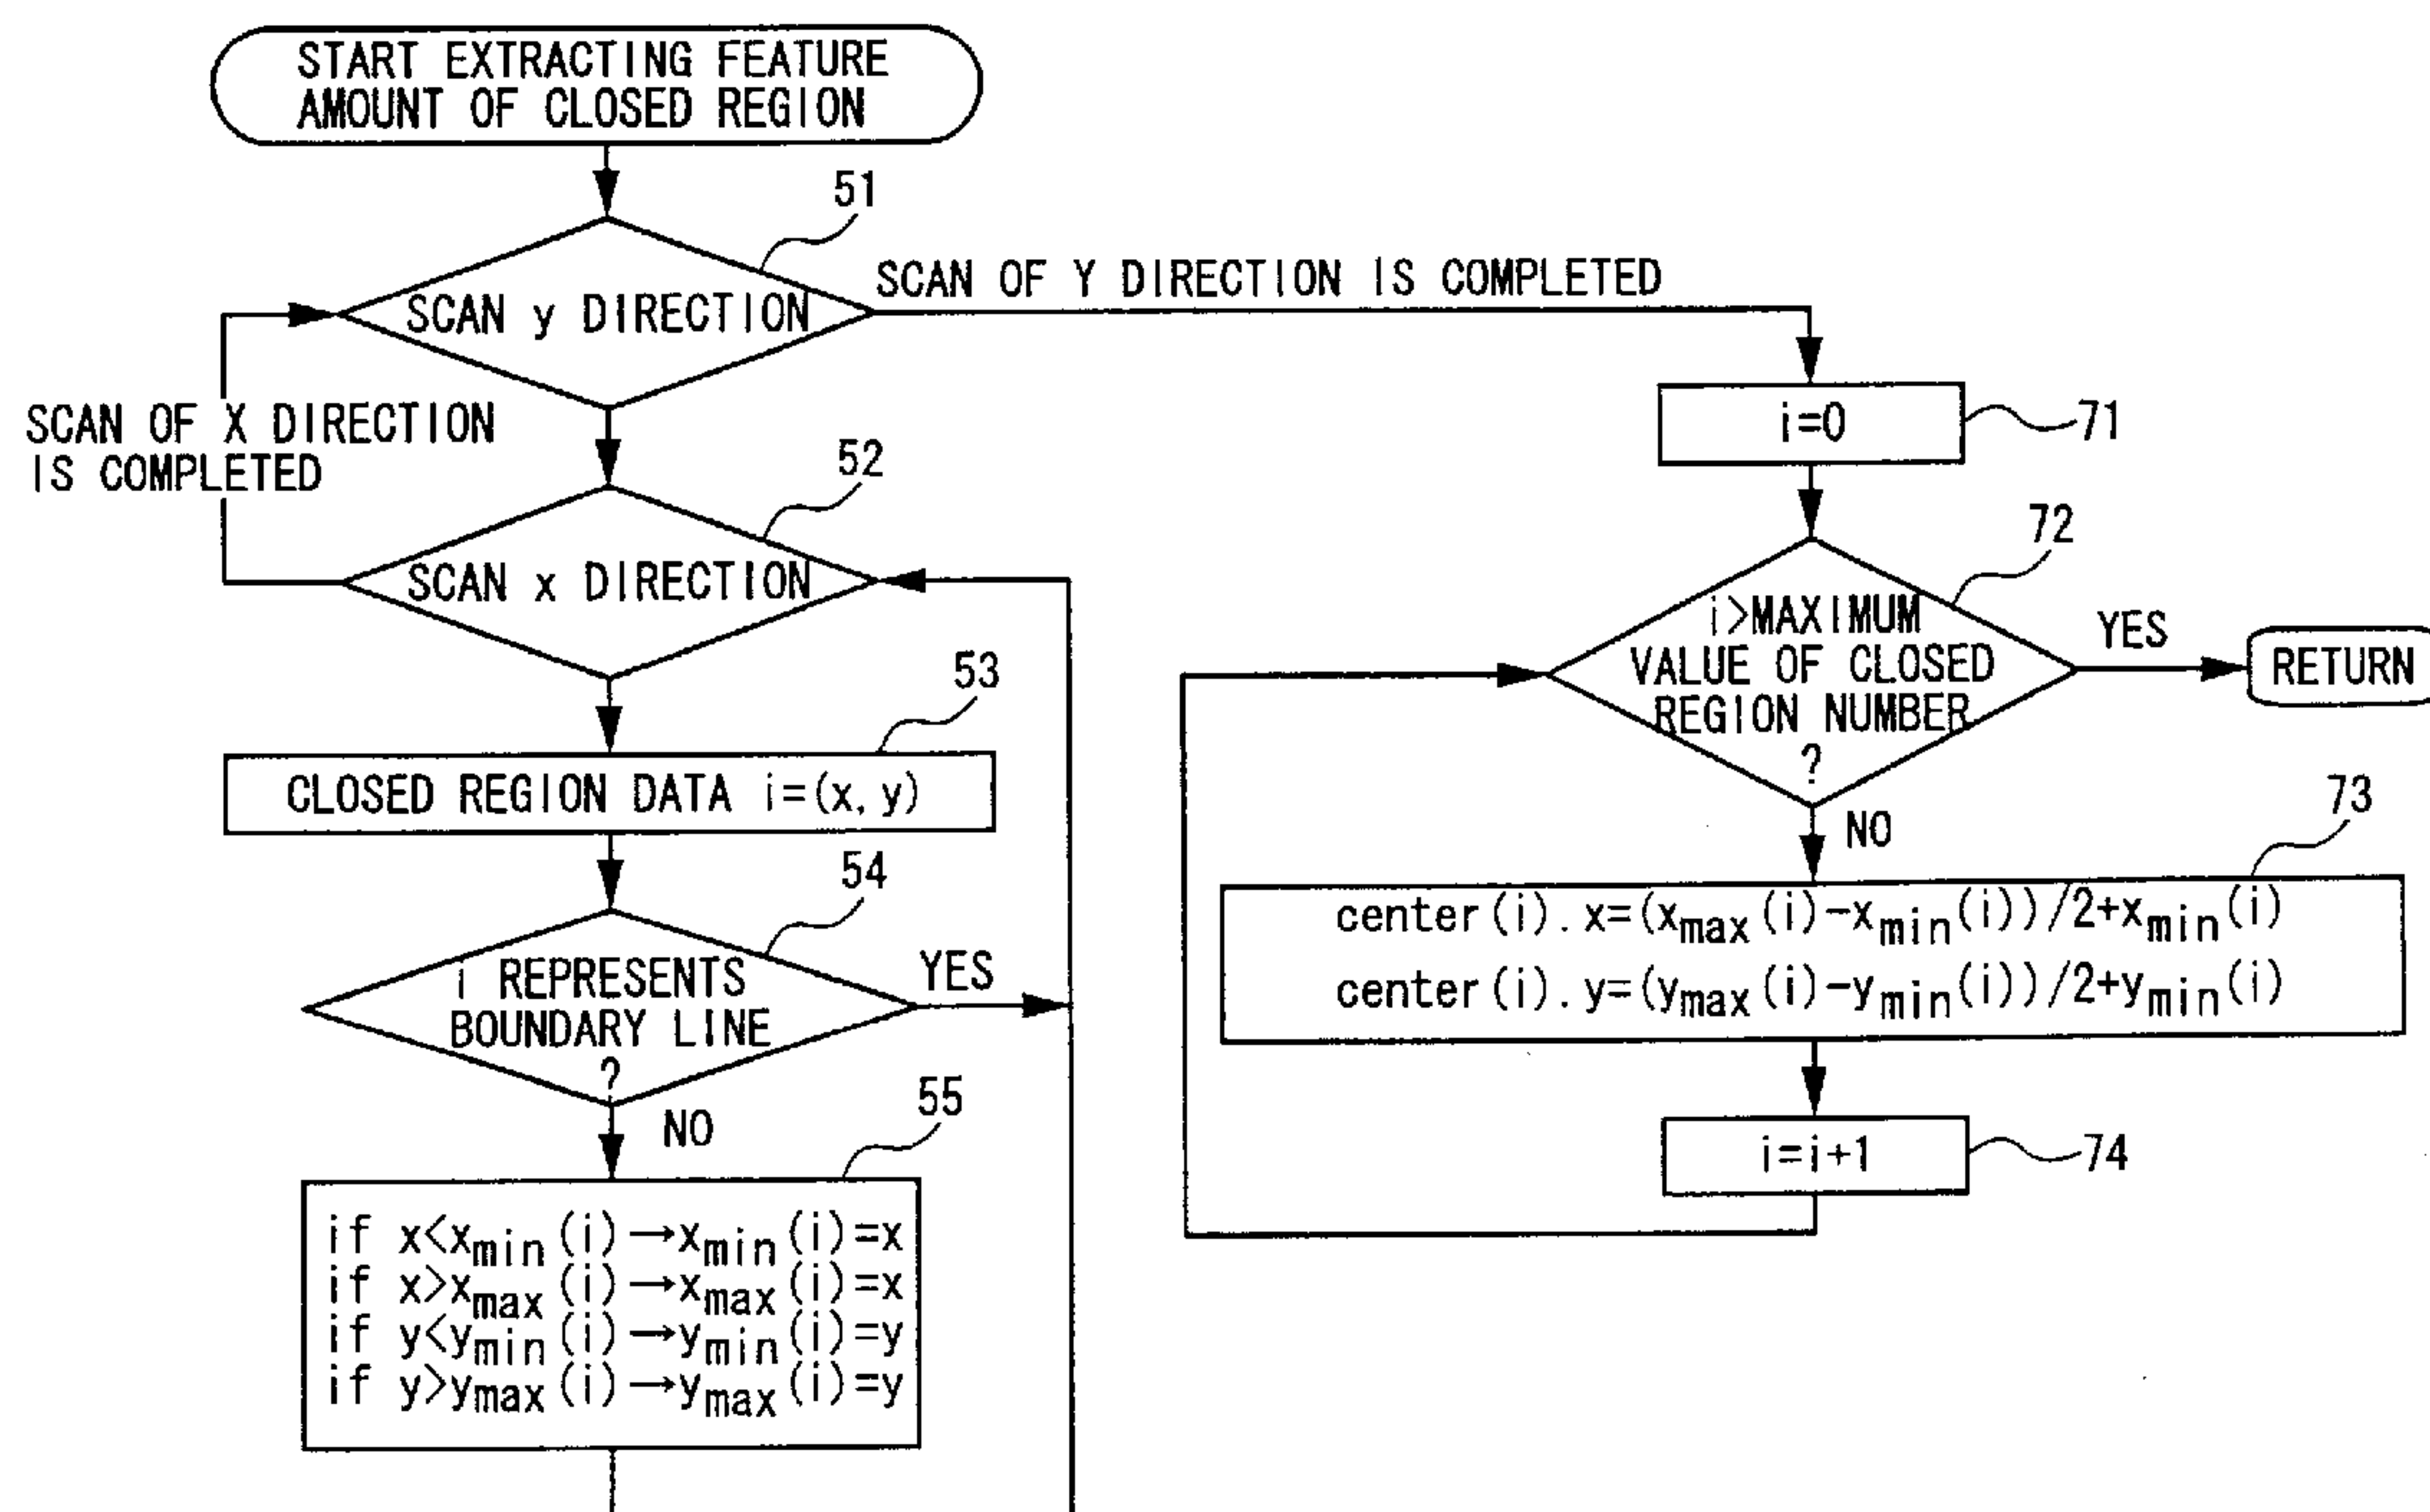 START EXTRACTING FEATURE
AMOUNT OF CLOSED REGION
51
SCAN y DIRECTION
SCAN OF Y DIRECTION IS COMPLETED
SCAN OF X DIRECTION
IS COMPLETED
52
SCAN x DIRECTION
53
CLOSED REGION DATA i=(x, y)
54
i REPRESENTS
BOUNDARY LINE
?
YES
NO
55
if x<xmin(i)→xmin(i)=x
if x>xmax(i)→xmax(i)=x
if y<ymin(i)→ymin(i)=y
if y>ymax(i)→ymax(i)=y
i=0
71
72
i>MAXIMUM
VALUE OF CLOSED
REGION NUMBER
?
YES
RETURN
NO
73
center(i).x=(xmax(i)-xmin(i))/2+xmin(i)
center(i).y=(ymax(i)-ymin(i))/2+ymin(i)
i=i+1
74